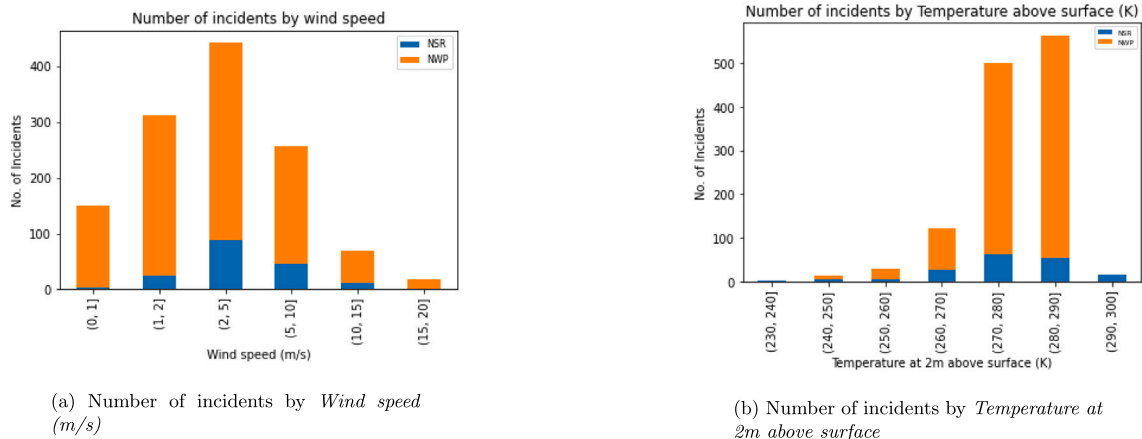 Number of incidents by wind speed
NSR
NWP
No. of Incidents
400
300
200
100
0
(0, 1]
(1, 2]
(2, 5]
(5, 10]
(10, 15]
(15, 20]
Wind speed (m/s)
(a) Number of incidents by Wind speed
(m/s)
Number of incidents by Temperature above surface (K)
NSR
NWP
No. of Incidents
500
400
300
200
100
0
(230, 240]
(240, 250]
(250, 260]
(260, 270]
(270, 280]
(280, 290]
(290, 300]
Temperature at 2m above surface (K)
(b) Number of incidents by Temperature at
2m above surface